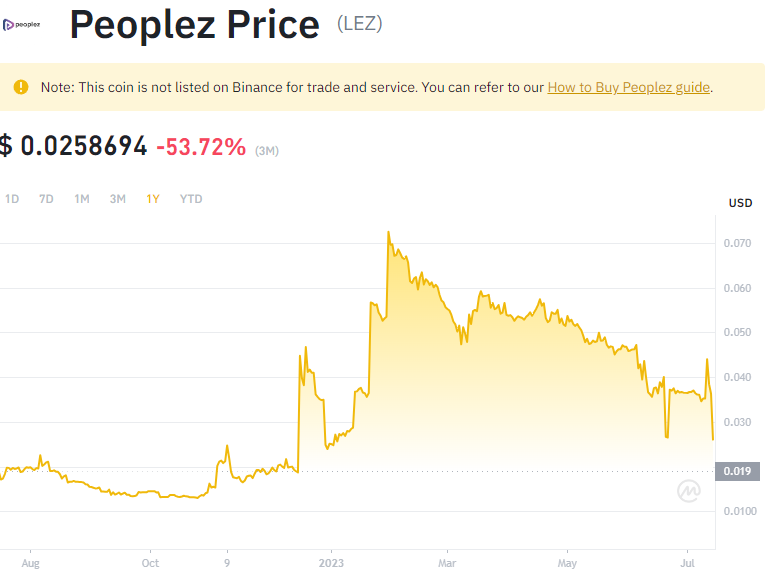 peoplez
Peoplez Price (LEZ)
Note: This coin is not listed on Binance for trade and service. You can refer to our How to Buy Peoplez guide.
$ 0.0258694 -53.72% (3M)
1D 7D 1M 3M 1Y YTD
USD
0.070
0.060
0.050
0.040
0.030
0.019
0.0100
Aug Oct 9 2023 Mar May Jul